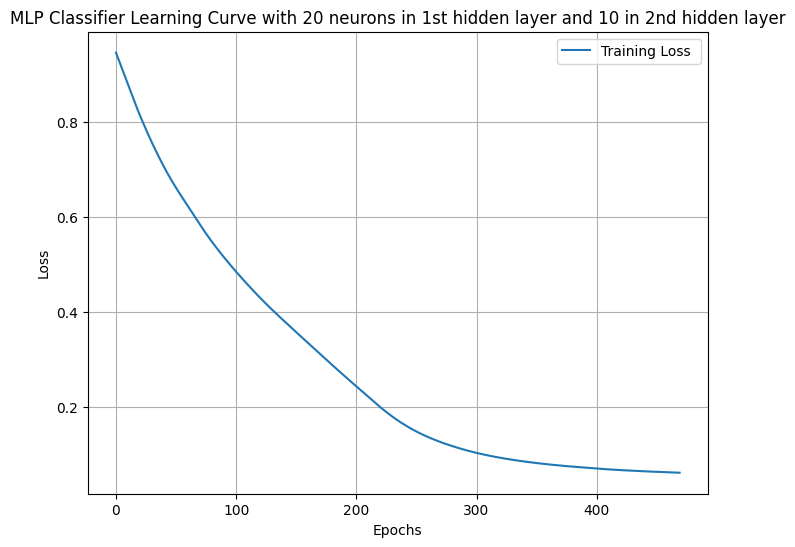 MLP Classifier Learning Curve with 20 neurons in 1st hidden layer and 10 in 2nd hidden layer
Training Loss
0.8
0.6
0.4
0.2
Loss
0
100
200
300
400
Epochs